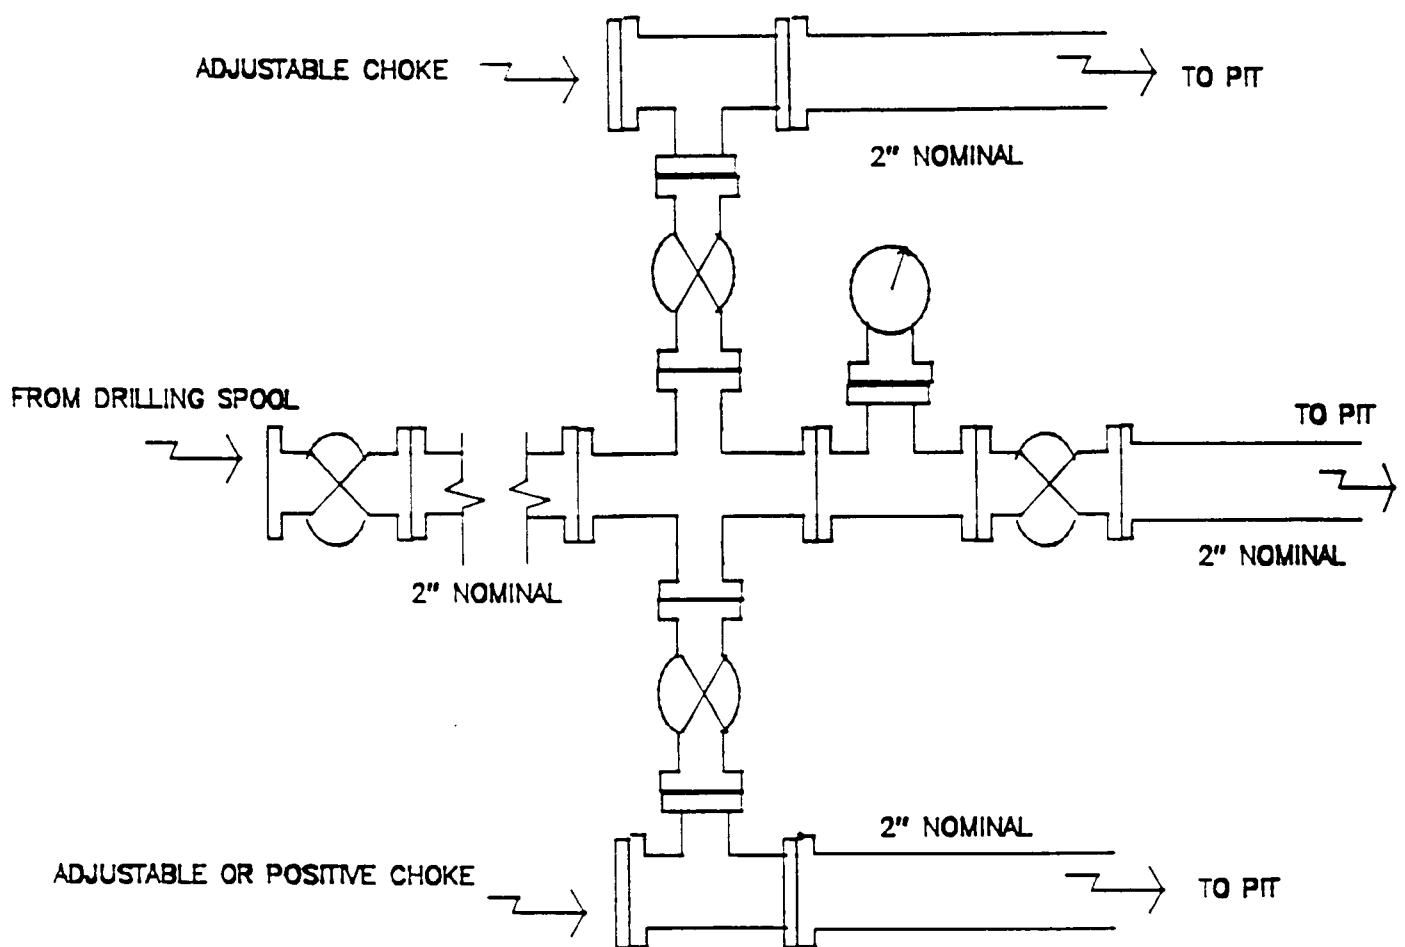 ADJUSTABLE CHOKE
TO PIT
2" NOMINAL
FROM DRILLING SPOOL
TO PIT
2" NOMINAL
2" NOMINAL
2" NOMINAL
ADJUSTABLE OR POSITIVE CHOKE
TO PIT